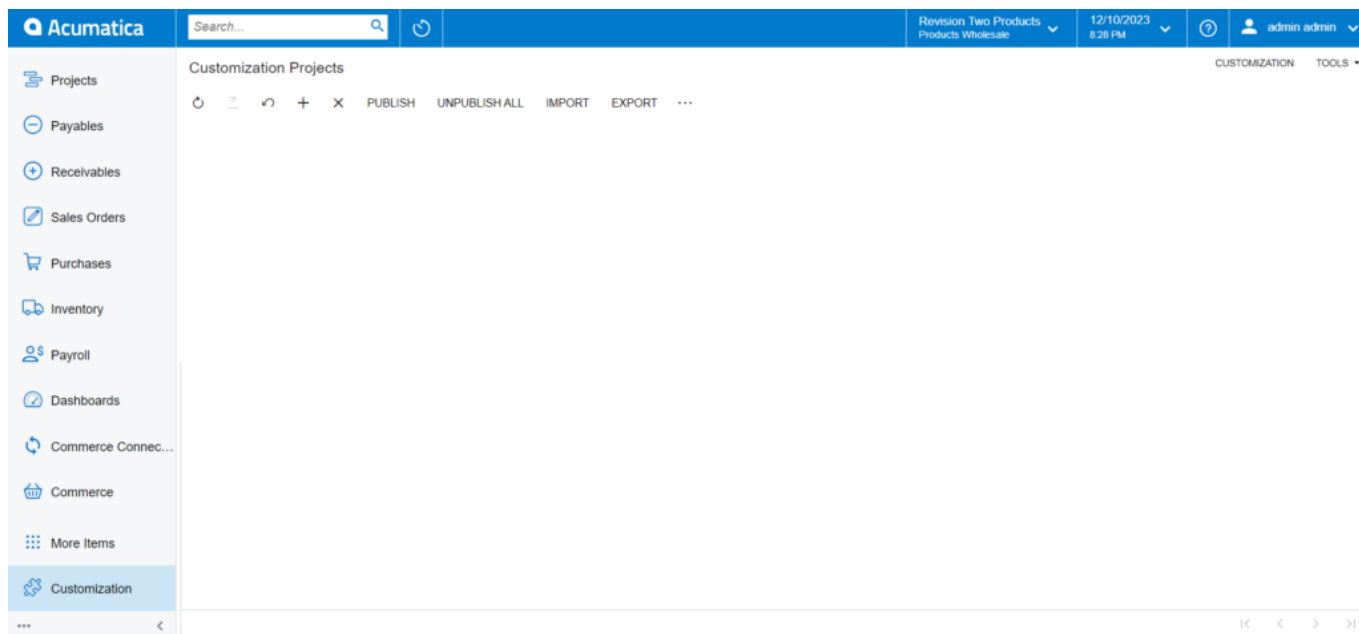 Acumatica
Search...
Revision Two Products
Products Wholesale
12/10/2023
8:28 PM
admin admin
Projects
Payables
Receivables
Sales Orders
Purchases
Inventory
Payroll
Dashboards
Commerce Connec...
Commerce
More Items
Customization
Customization Projects
CUSTOMIZATION TOOLS
PUBLISH UNPUBLISH ALL IMPORT EXPORT ...